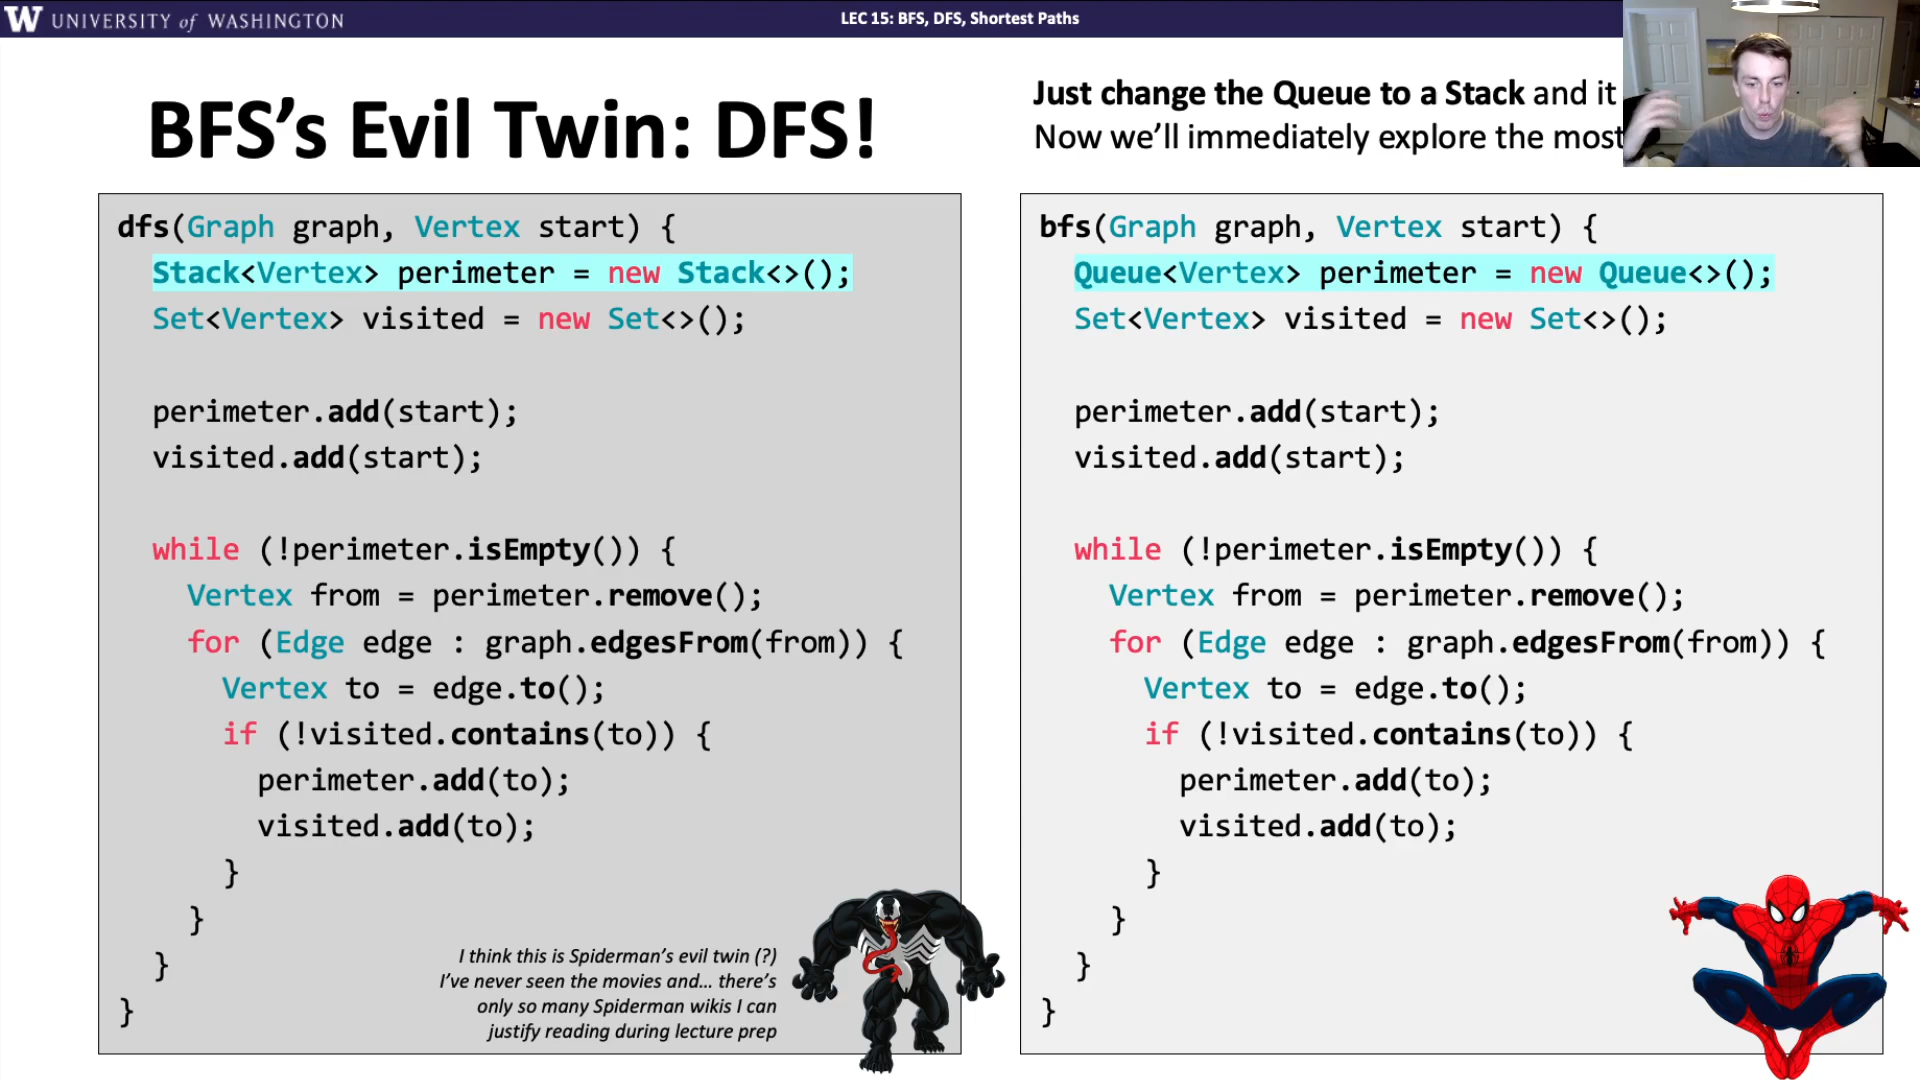 W UNIVERSITY of WASHINGTON
LEC 15: BFS, DFS, Shortest Paths
BFS’s Evil Twin: DFS!
Just change the Queue to a Stack and it
Now we’ll immediately explore the most
dfs(Graph graph, Vertex start) {
Stack<Vertex> perimeter = new Stack<>();
Set<Vertex> visited = new Set<>();
perimeter.add(start);
visited.add(start);
while (!perimeter.isEmpty()) {
Vertex from = perimeter.remove();
for (Edge edge : graph.edgesFrom(from)) {
Vertex to = edge.to();
if (!visited.contains(to)) {
perimeter.add(to);
visited.add(to);
}
}
}
}
I think this is Spiderman’s evil twin (?)
I’ve never seen the movies and… there’s
only so many Spiderman wikis I can
justify reading during lecture prep
bfs(Graph graph, Vertex start) {
Queue<Vertex> perimeter = new Queue<>();
Set<Vertex> visited = new Set<>();
perimeter.add(start);
visited.add(start);
while (!perimeter.isEmpty()) {
Vertex from = perimeter.remove();
for (Edge edge : graph.edgesFrom(from)) {
Vertex to = edge.to();
if (!visited.contains(to)) {
perimeter.add(to);
visited.add(to);
}
}
}
}